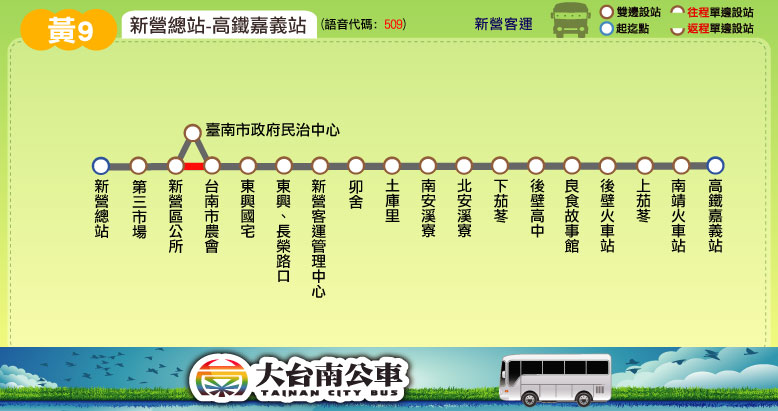 黃9
新營總站-高鐵嘉義站
(語音代碼: 509)
新營客運
雙邊設站
往程單邊設站
起迄點
返程單邊設站
臺南市政府民治中心
新營總站
第三市場
新營區公所
台南市農會
東興國宅
東興、長榮路口
新營客運管理中心
卯舍
土庫里
南安溪寮
北安溪寮
下茄苳
後壁高中
良食故事館
後壁火車站
上茄苳
南靖火車站
高鐵嘉義站
大台南公車
TAINAN CITY BUS